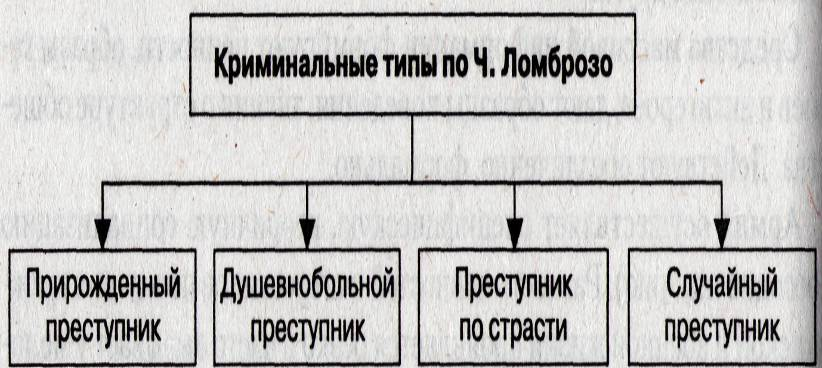 Криминальные типы по Ч. Ломброзо
Прирожденный
преступник
Душевнобольной
преступник
Преступник
по страсти
Случайный
преступник